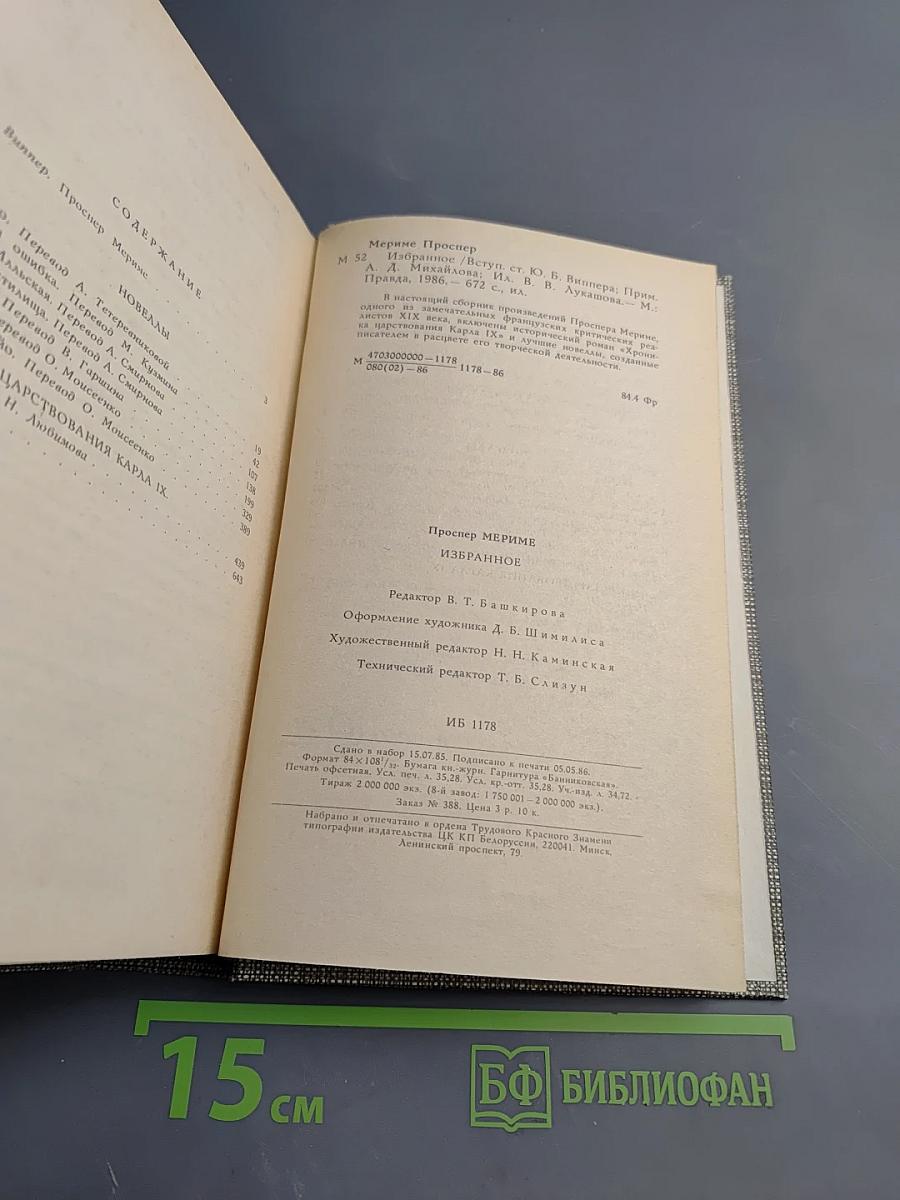 Виппер. Проспер Мериме . . 3
СОДЕРЖАНИЕ
НОВЕЛЛЫ
Перевод А. Тетеревниковой . . 19
ошибка. Перевод М. Кузмина . . 42
Перевод А. С. Смирнова . . 107
Перевод А. Смирнова . . 138
Перевод В. Гаршина . . 199
Перевод О. Моисеенко . . 329
Перевод О. Моисеенко . . 389
ЦАРСТВОВАНИЯ КАРЛА IX.
Н. Любимова . . 439
643
Мериме Проспер
М 52 Избранное /Вступ. ст. Ю. Б. Виппера; Прим.
А. Д. Михайлова; Ил. В. В. Лукашова.— М.:
Правда, 1986.— 672 с., ил.
В настоящий сборник произведений Проспера Мериме,
одного из замечательных французских критических реа-
листов XIX века, включены исторический роман «Хрони-
ка царствования Карла IX» и лучшие новеллы, созданные
писателем в расцвете его творческой деятельности.
М 4703000000—1178
080(02)—86 1178—86
84.4 Фр
Проспер МЕРИМЕ
ИЗБРАННОЕ
Редактор В. Т. Башкирова
Оформление художника Д. Б. Шимилиса
Художественный редактор Н. Н. Каминская
Технический редактор Т. Б. Слизун
ИБ 1178
Сдано в набор 15.07.85. Подписано к печати 05.05.86.
Формат 84×108¹/₃₂. Бумага кн.-журн. Гарнитура «Банниковская».
Печать офсетная. Усл. печ. л. 35,28. Усл. кр.-отт. 35,28. Уч.-изд. л. 34,72.
Тираж 2 000 000 экз. (8-й завод: 1 750 001—2 000 000 экз.).
Заказ № 388. Цена 3 р. 10 к.
Набрано и отпечатано в ордена Трудового Красного Знамени
типографии издательства ЦК КП Белоруссии, 220041. Минск,
Ленинский проспект, 79.
15 см
БФ БИБЛИОФАН